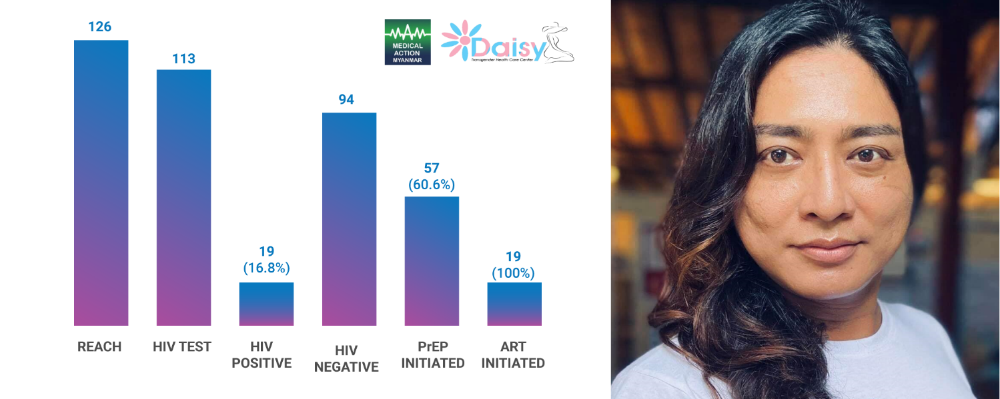 126
113
94
57
(60.6%)
19
(16.8%)
19
(100%)
REACH
HIV TEST
HIV
POSITIVE
HIV
NEGATIVE
PrEP
INITIATED
ART
INITIATED
MAM
MEDICAL
ACTION
MYANMAR
Daisy
Transgender Health Care Center